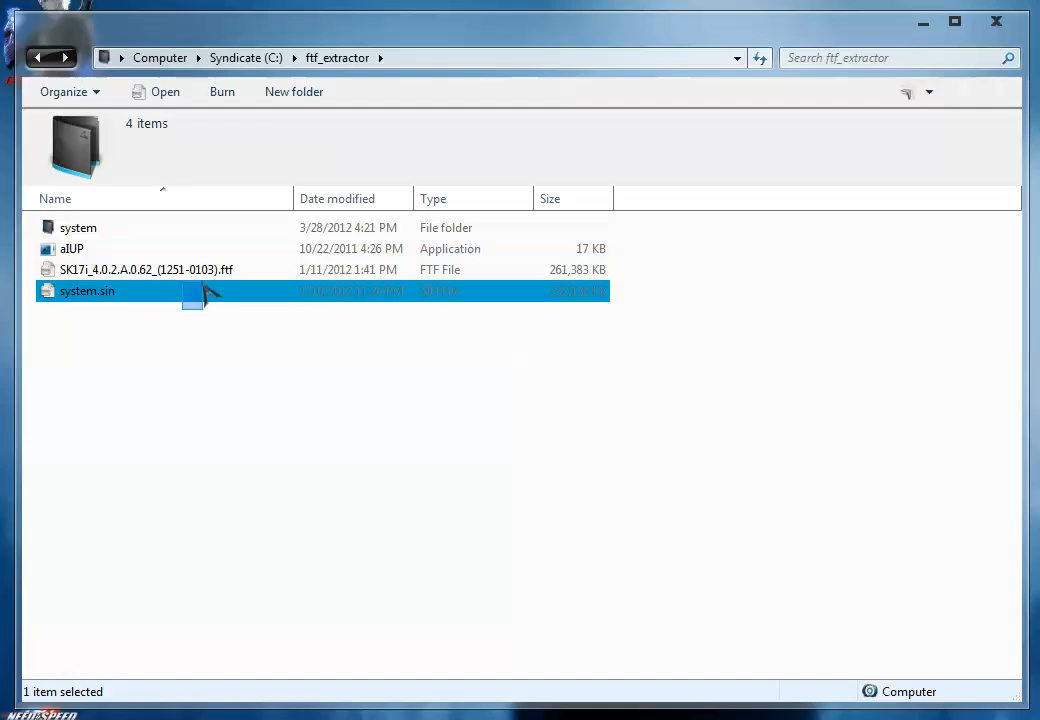 Computer Syndicate (C:) ftf_extractor Search ftf_extractor
Organize Open Burn New folder
4 items
Name Date modified Type Size
system 3/28/2012 4:21 PM File folder
aIUP 10/22/2011 4:26 PM Application 17 KB
SK17i_4.0.2.A.0.62_(1251-0103).ftf 1/11/2012 1:41 PM FTF File 261,383 KB
system.sin
1 item selected Computer
NEED SPEED